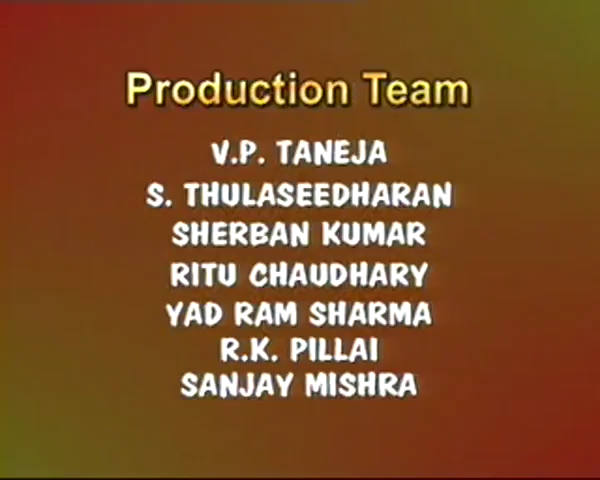 Production Team
V.P. TANEJA
S. THULASEEDHARAN
SHERBAN KUMAR
RITU CHAUDHARY
YAD RAM SHARMA
R.K. PILLAI
SANJAY MISHRA